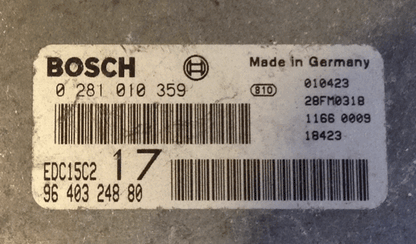 BOSCH
Made in Germany
0 281 010 359
810
010423
28FM0318
1166 0009
18423
EDC15C2
17
96 403 248 80